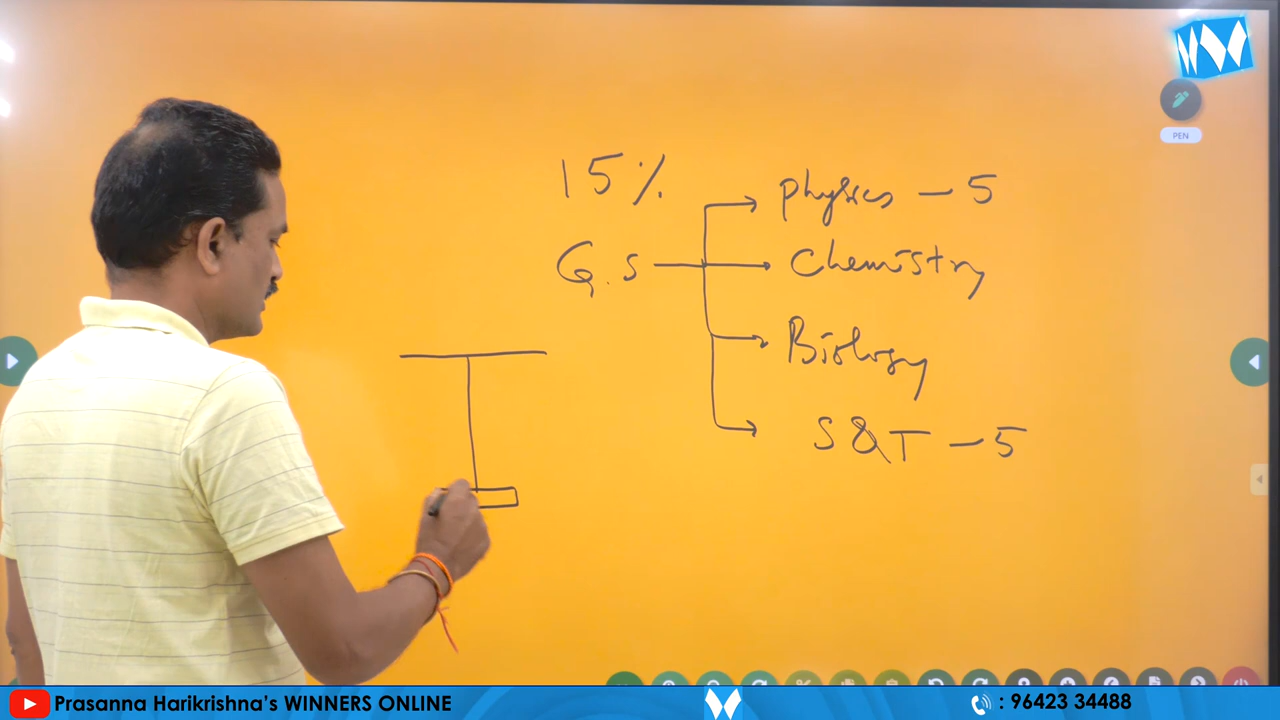 15%
Physics - 5
G.S
Chemistry
Biology
S&T - 5
PEN
Prasanna Harikrishna's WINNERS ONLINE
: 96423 34488